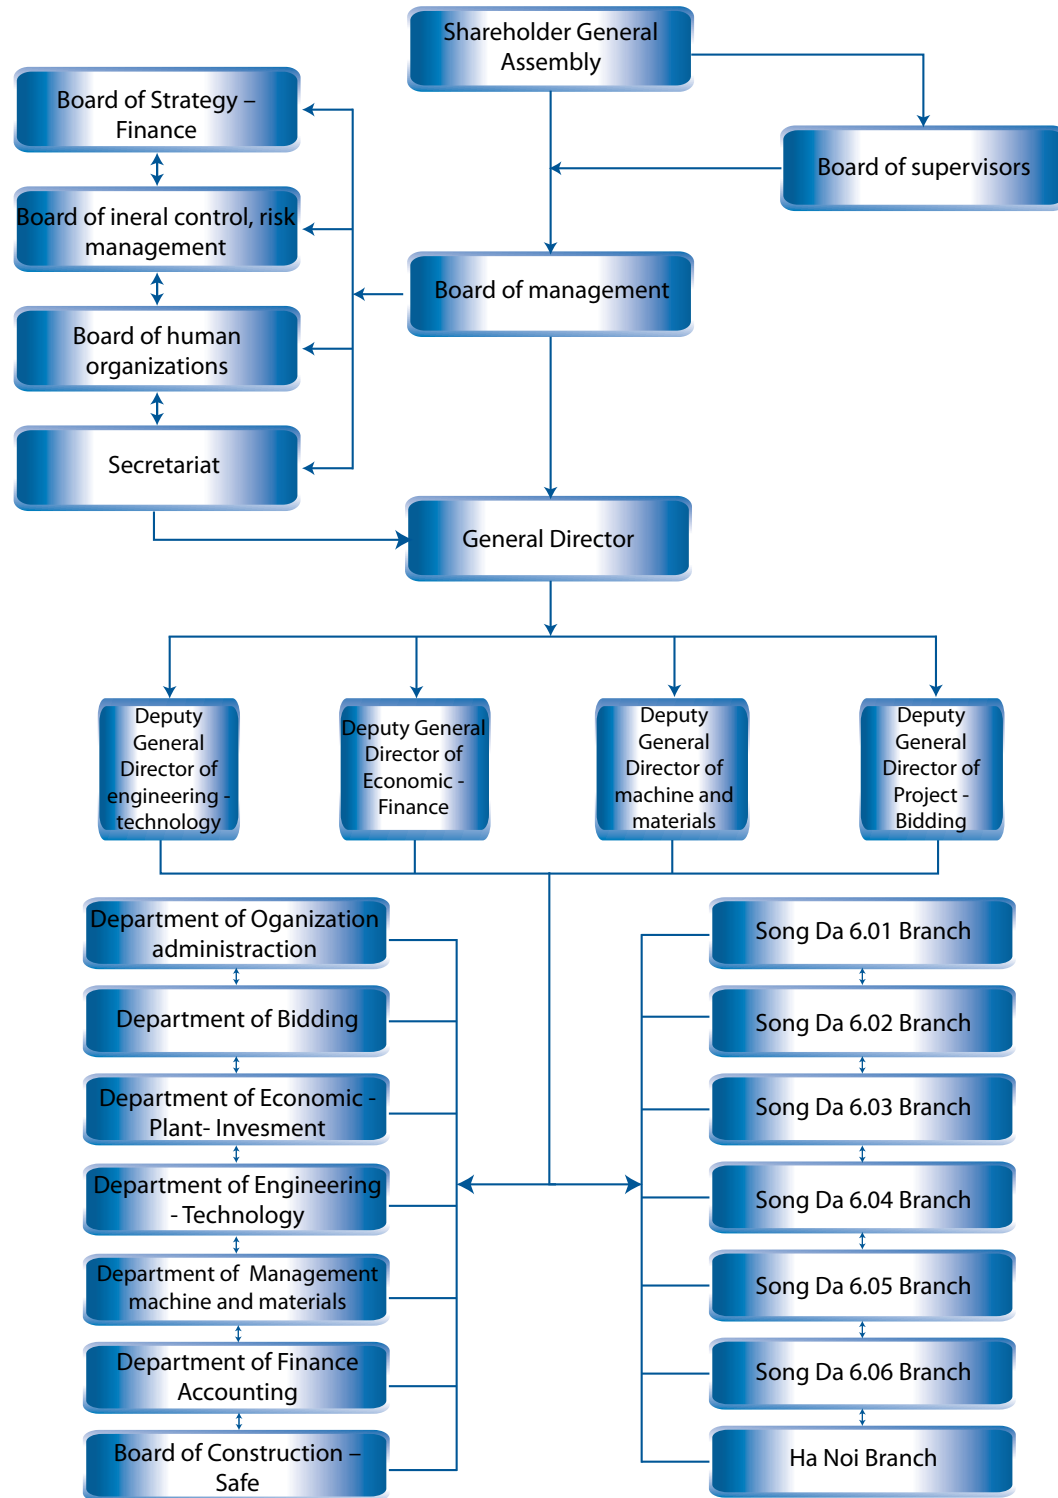 Shareholder General
Assembly
Board of Strategy –
Finance
Board of supervisors
Board of ineral control, risk
management
Board of management
Board of human
organizations
Secretariat
General Director
Deputy
General
Director of
engineering -
technology
Deputy General
Director of
Economic -
Finance
Deputy
General
Director of
machine and
materials
Deputy
General
Director of
Project -
Bidding
Department of Oganization
administraction
Department of Bidding
Department of Economic -
Plant- Invesment
Department of Engineering
- Technology
Department of  Management
machine and materials
Department of Finance
Accounting
Board of Construction –
Safe
Song Da 6.01 Branch
Song Da 6.02 Branch
Song Da 6.03 Branch
Song Da 6.04 Branch
Song Da 6.05 Branch
Song Da 6.06 Branch
Ha Noi Branch